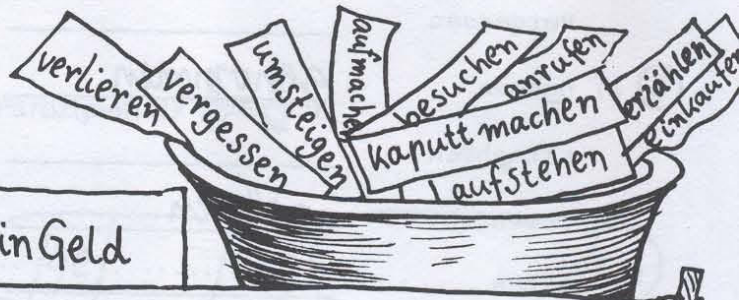 verlieren
vergessen
umsteigen
aufmachen
besuchen
anrufen
kaputt machen
aufstehen
erzählen
einkaufen
in Geld